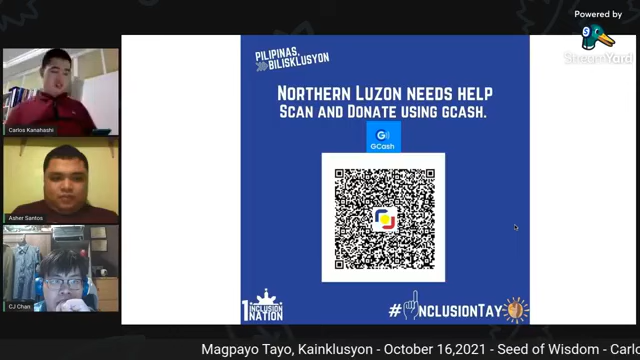 Powered by
StreamYard
PILIPINAS,
BILISKLUSYON
NORTHERN LUZON NEEDS HELP
SCAN AND DONATE USING GCASH.
G
GCash
Carlos Kanahashi
Asher Santos
CJ Chan
1INCLUSION
NATION
#INCLUSIONTAYO
Magpayo Tayo, Kainklusyon - October 16,2021 - Seed of Wisdom - Carlo